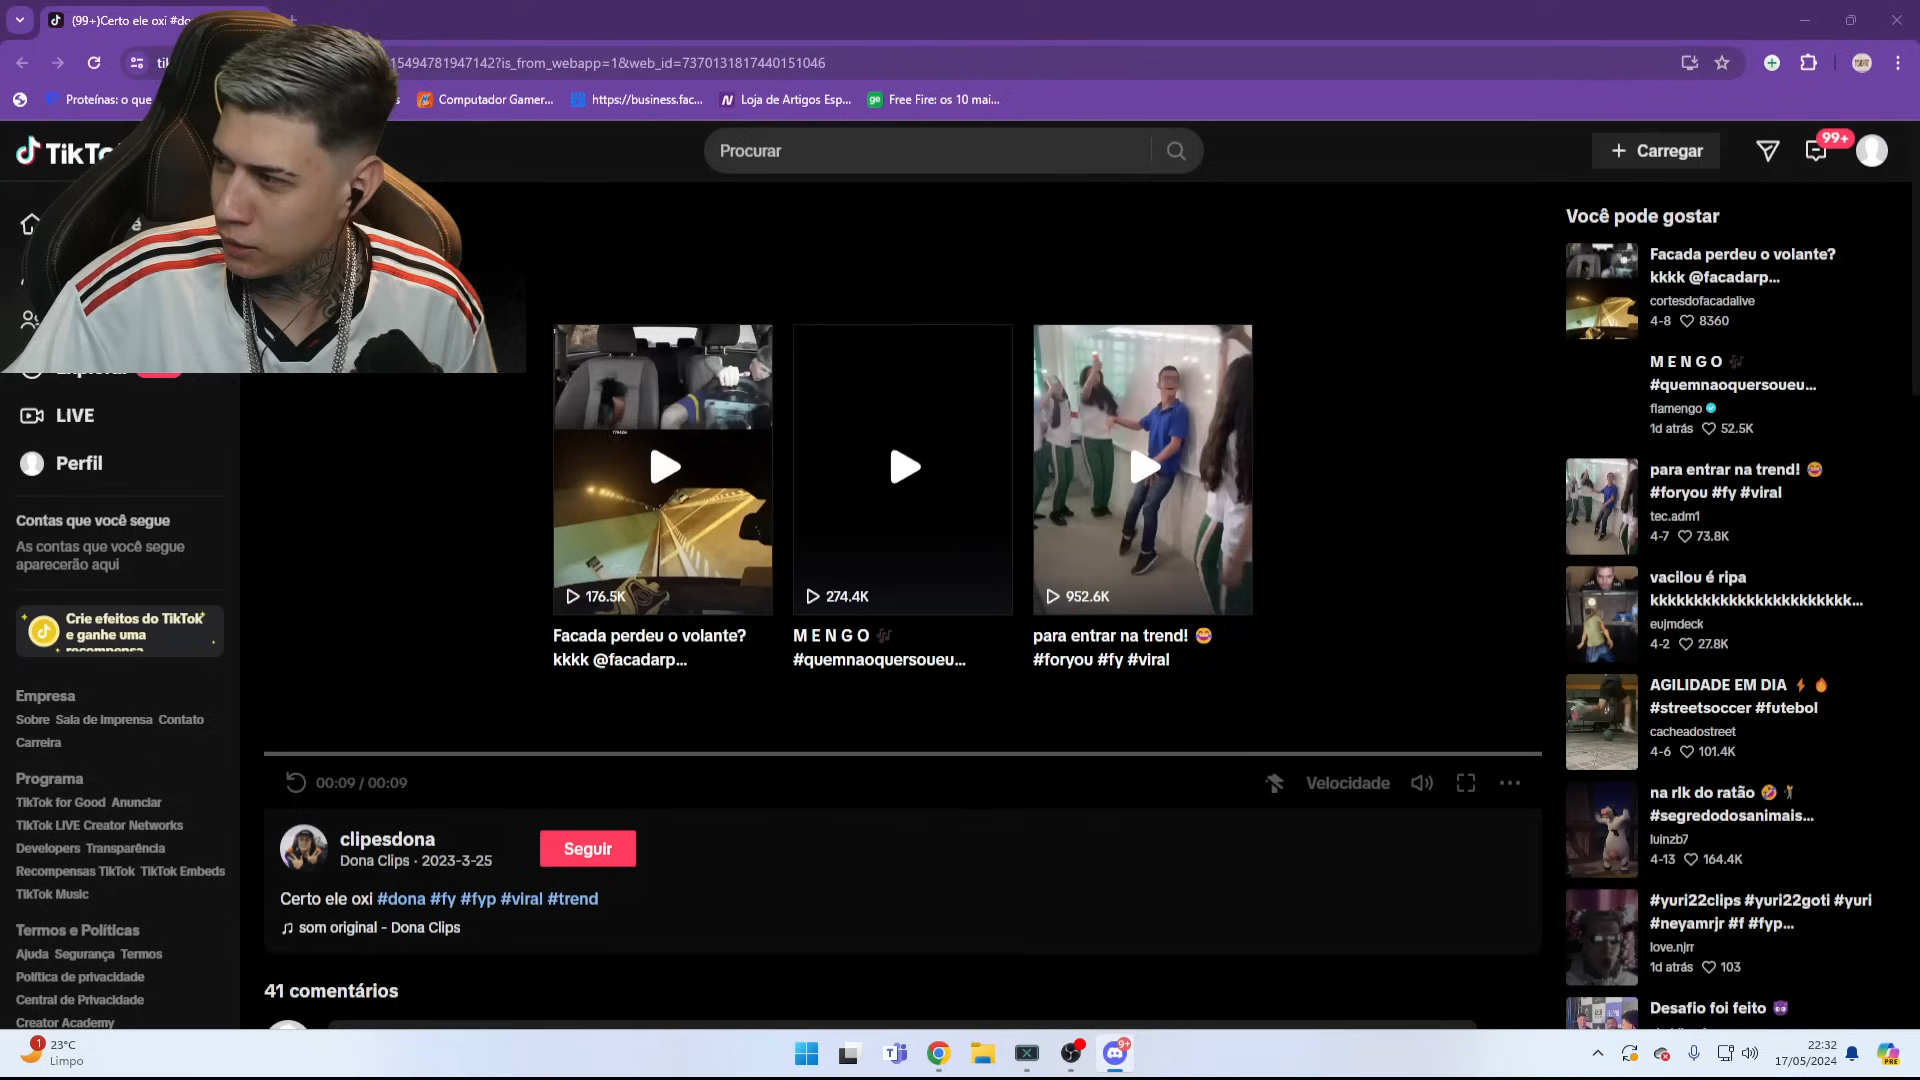 (99+)Certo ele oxi #do
15494781947142?is_from_webapp=1&web_id=7370131817440151046
Proteínas: o que
Computador Gamer...
https://business.fac...
Loja de Artigos Esp...
Free Fire: os 10 mai...
Procurar
Carregar
99+
LIVE
Perfil
Contas que você segue
As contas que você segue
aparecerão aqui
Crie efeitos do TikTok
e ganhe uma
recompensa
Empresa
Sobre Sala de imprensa Contato
Carreira
Programa
TikTok for Good Anunciar
TikTok LIVE Creator Networks
Developers Transparência
Recompensas TikTok TikTok Embeds
TikTok Music
Termos e Políticas
Ajuda Segurança Termos
Política de privacidade
Central de Privacidade
Creator Academy
176.5K
Facada perdeu o volante?
kkkk @facadarp...
274.4K
M E N G O
#quemnaoquersoueu...
952.6K
para entrar na trend! 😂
#foryou #fy #viral
00:09 / 00:09
Velocidade
clipesdona
Dona Clips · 2023-3-25
Seguir
Certo ele oxi #dona #fy #fyp #viral #trend
som original - Dona Clips
41 comentários
Você pode gostar
Facada perdeu o volante?
kkkk @facadarp...
cortesdofacadalive
4-8 8360
M E N G O
#quemnaoquersoueu...
flamengo
1d atrás 52.5K
para entrar na trend! 😂
#foryou #fy #viral
tec.adm1
4-7 73.8K
vacilou é ripa
kkkkkkkkkkkkkkkkkkkkkkk...
eujmdeck
4-2 27.8K
AGILIDADE EM DIA ⚡ 🔥
#streetsoccer #futebol
cacheadostreet
4-6 101.4K
na rlk do ratão 🤣
#segredodosanimais...
luinzb7
4-13 164.4K
#yuri22clips #yuri22goti #yuri
#neyamrjr #f #fyp...
love.njrr
1d atrás 103
Desafio foi feito 😈
1
23°C
Limpo
9+
22:32
17/05/2024
PRE